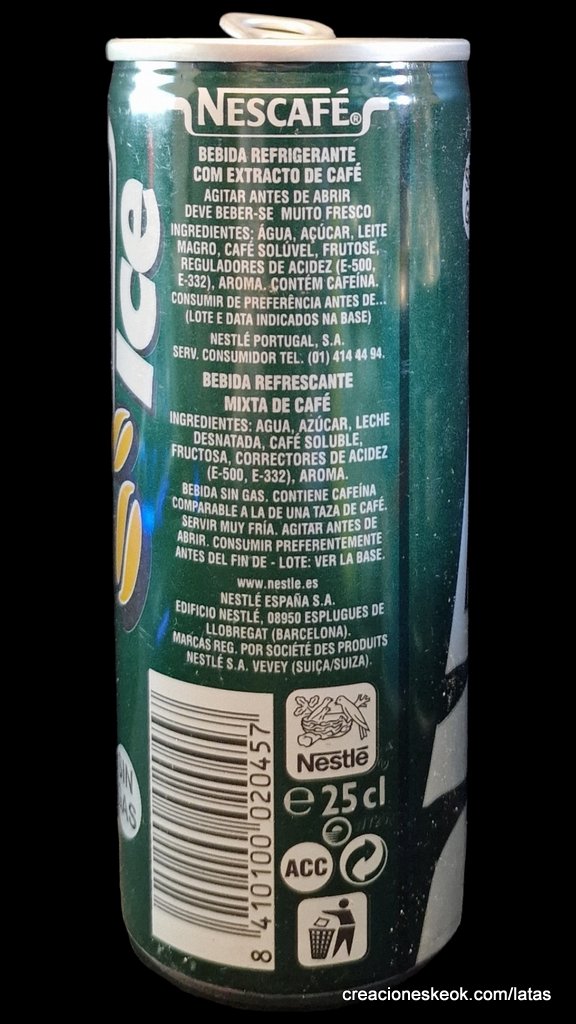 NESCAFÉ®
BEBIDA REFRIGERANTE
COM EXTRACTO DE CAFÉ
AGITAR ANTES DE ABRIR
DEVE BEBER-SE MUITO FRESCO
INGREDIENTES: ÁGUA, AÇÚCAR, LEITE
MAGRO, CAFÉ SOLÚVEL, FRUTOSE,
REGULADORES DE ACIDEZ (E-500,
E-332), AROMA. CONTÉM CAFEÍNA.
CONSUMIR DE PREFERÊNCIA ANTES DE...
(LOTE E DATA INDICADOS NA BASE)
NESTLÉ PORTUGAL, S.A.
SERV. CONSUMIDOR TEL. (01) 414 44 94.
BEBIDA REFRESCANTE
MIXTA DE CAFÉ
INGREDIENTES: AGUA, AZÚCAR, LECHE
DESNATADA, CAFÉ SOLUBLE,
FRUCTOSA, CORRECTORES DE ACIDEZ
(E-500, E-332), AROMA.
BEBIDA SIN GAS. CONTIENE CAFEÍNA
COMPARABLE A LA DE UNA TAZA DE CAFÉ.
SERVIR MUY FRÍA. AGITAR ANTES DE
ABRIR. CONSUMIR PREFERENTEMENTE
ANTES DEL FIN DE - LOTE: VER LA BASE.
www.nestle.es
NESTLÉ ESPAÑA S.A.
EDIFICIO NESTLÉ, 08950 ESPLUGUES DE
LLOBREGAT (BARCELONA).
MARCAS REG. POR SOCIÉTÉ DES PRODUITS
NESTLÉ S.A. VEVEY (SUIÇA/SUIZA).
Ice
Nestlé
e 25 cl
ACC
8 410100 020457
creacioneskeok.com/latas